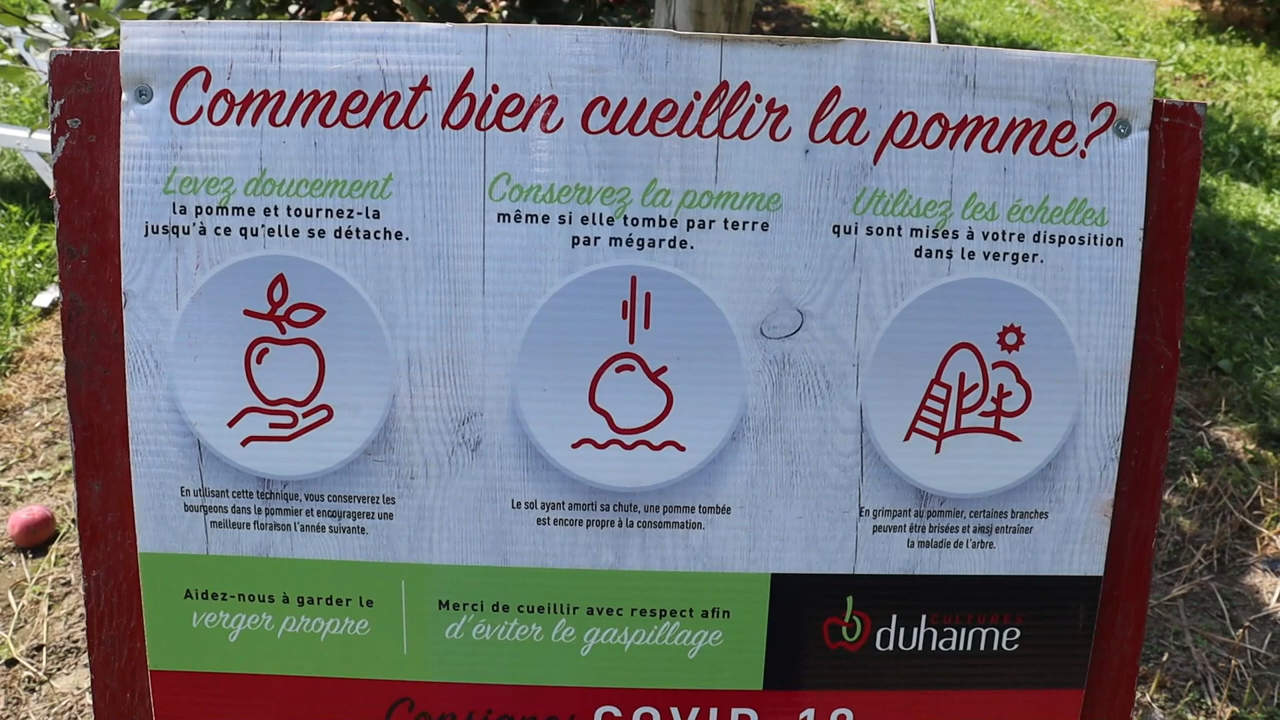 Comment bien cueillir la pomme?
Levez doucement
la pomme et tournez-la
jusqu'à ce qu'elle se détache.
En utilisant cette technique, vous conserverez les
bourgeons dans le pommier et encouragerez une
meilleure floraison l'année suivante.
Conservez la pomme
même si elle tombe par terre
par mégarde.
Le sol ayant amorti sa chute, une pomme tombée
est encore propre à la consommation.
Utilisez les échelles
qui sont mises à votre disposition
dans le verger.
En grimpant au pommier, certaines branches
peuvent être brisées et ainsi entraîner
la maladie de l'arbre.
Aidez-nous à garder le
verger propre
Merci de cueillir avec respect afin
d'éviter le gaspillage
CULTURES
duhaime
Consignes COVID-19